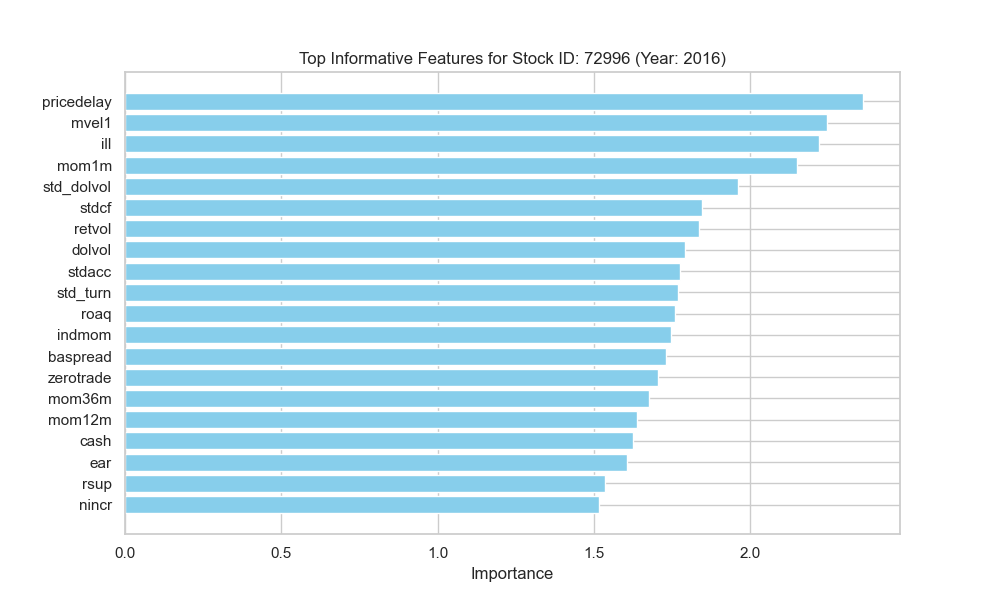 Top Informative Features for Stock ID: 72996 (Year: 2016)
pricedelay
mvel1
ill
mom1m
std_dolvol
stdcf
retvol
dolvol
stdacc
std_turn
roaq
indmom
baspread
zerotrade
mom36m
mom12m
cash
ear
rsup
nincr
0.0 0.5 1.0 1.5 2.0
Importance